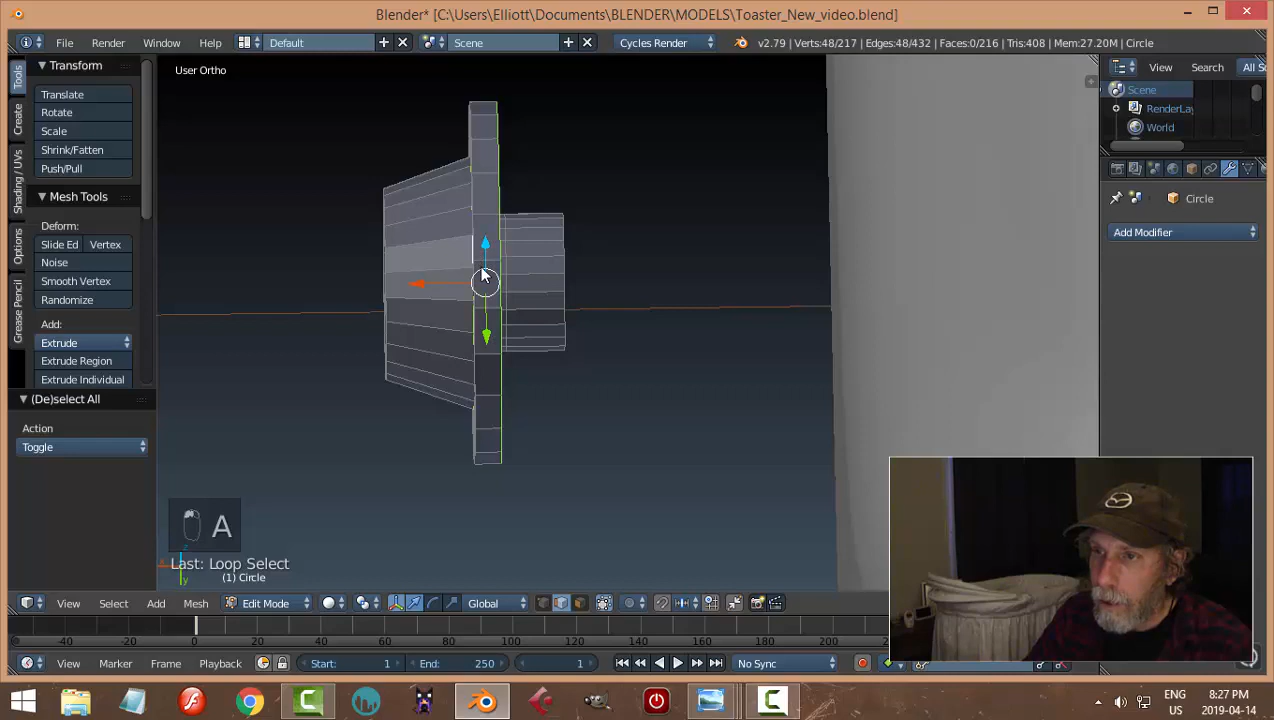 Blender* [C:\Users\Elliott\Documents\BLENDER\MODELS\Toaster_New_video.blend]
File Render Window Help Default Scene Cycles Render v2.79 | Verts:48/217 | Edges:48/432 | Faces:0/216 | Tris:408 | Mem:27.20M | Circle
Tools
Create
Shading / UVs
Options
Grease Pencil
Transform
Translate
Rotate
Scale
Shrink/Fatten
Push/Pull
Mesh Tools
Deform:
Slide Ed Vertex
Noise
Smooth Vertex
Randomize
Add:
Extrude
Extrude Region
Extrude Individual
(De)select All
Action
Toggle
User Ortho
A
Last: Loop Select
(1) Circle
x
z
y
View Search All S
Scene
RenderLay
World
Circle
Add Modifier
View Select Add Mesh Edit Mode Global
-40 -20 0 20 40 60 80 100 120 140 160 180 200
View Marker Frame Playback Start: 1 End: 250 1 No Sync
ENG 8:27 PM
US 2019-04-14